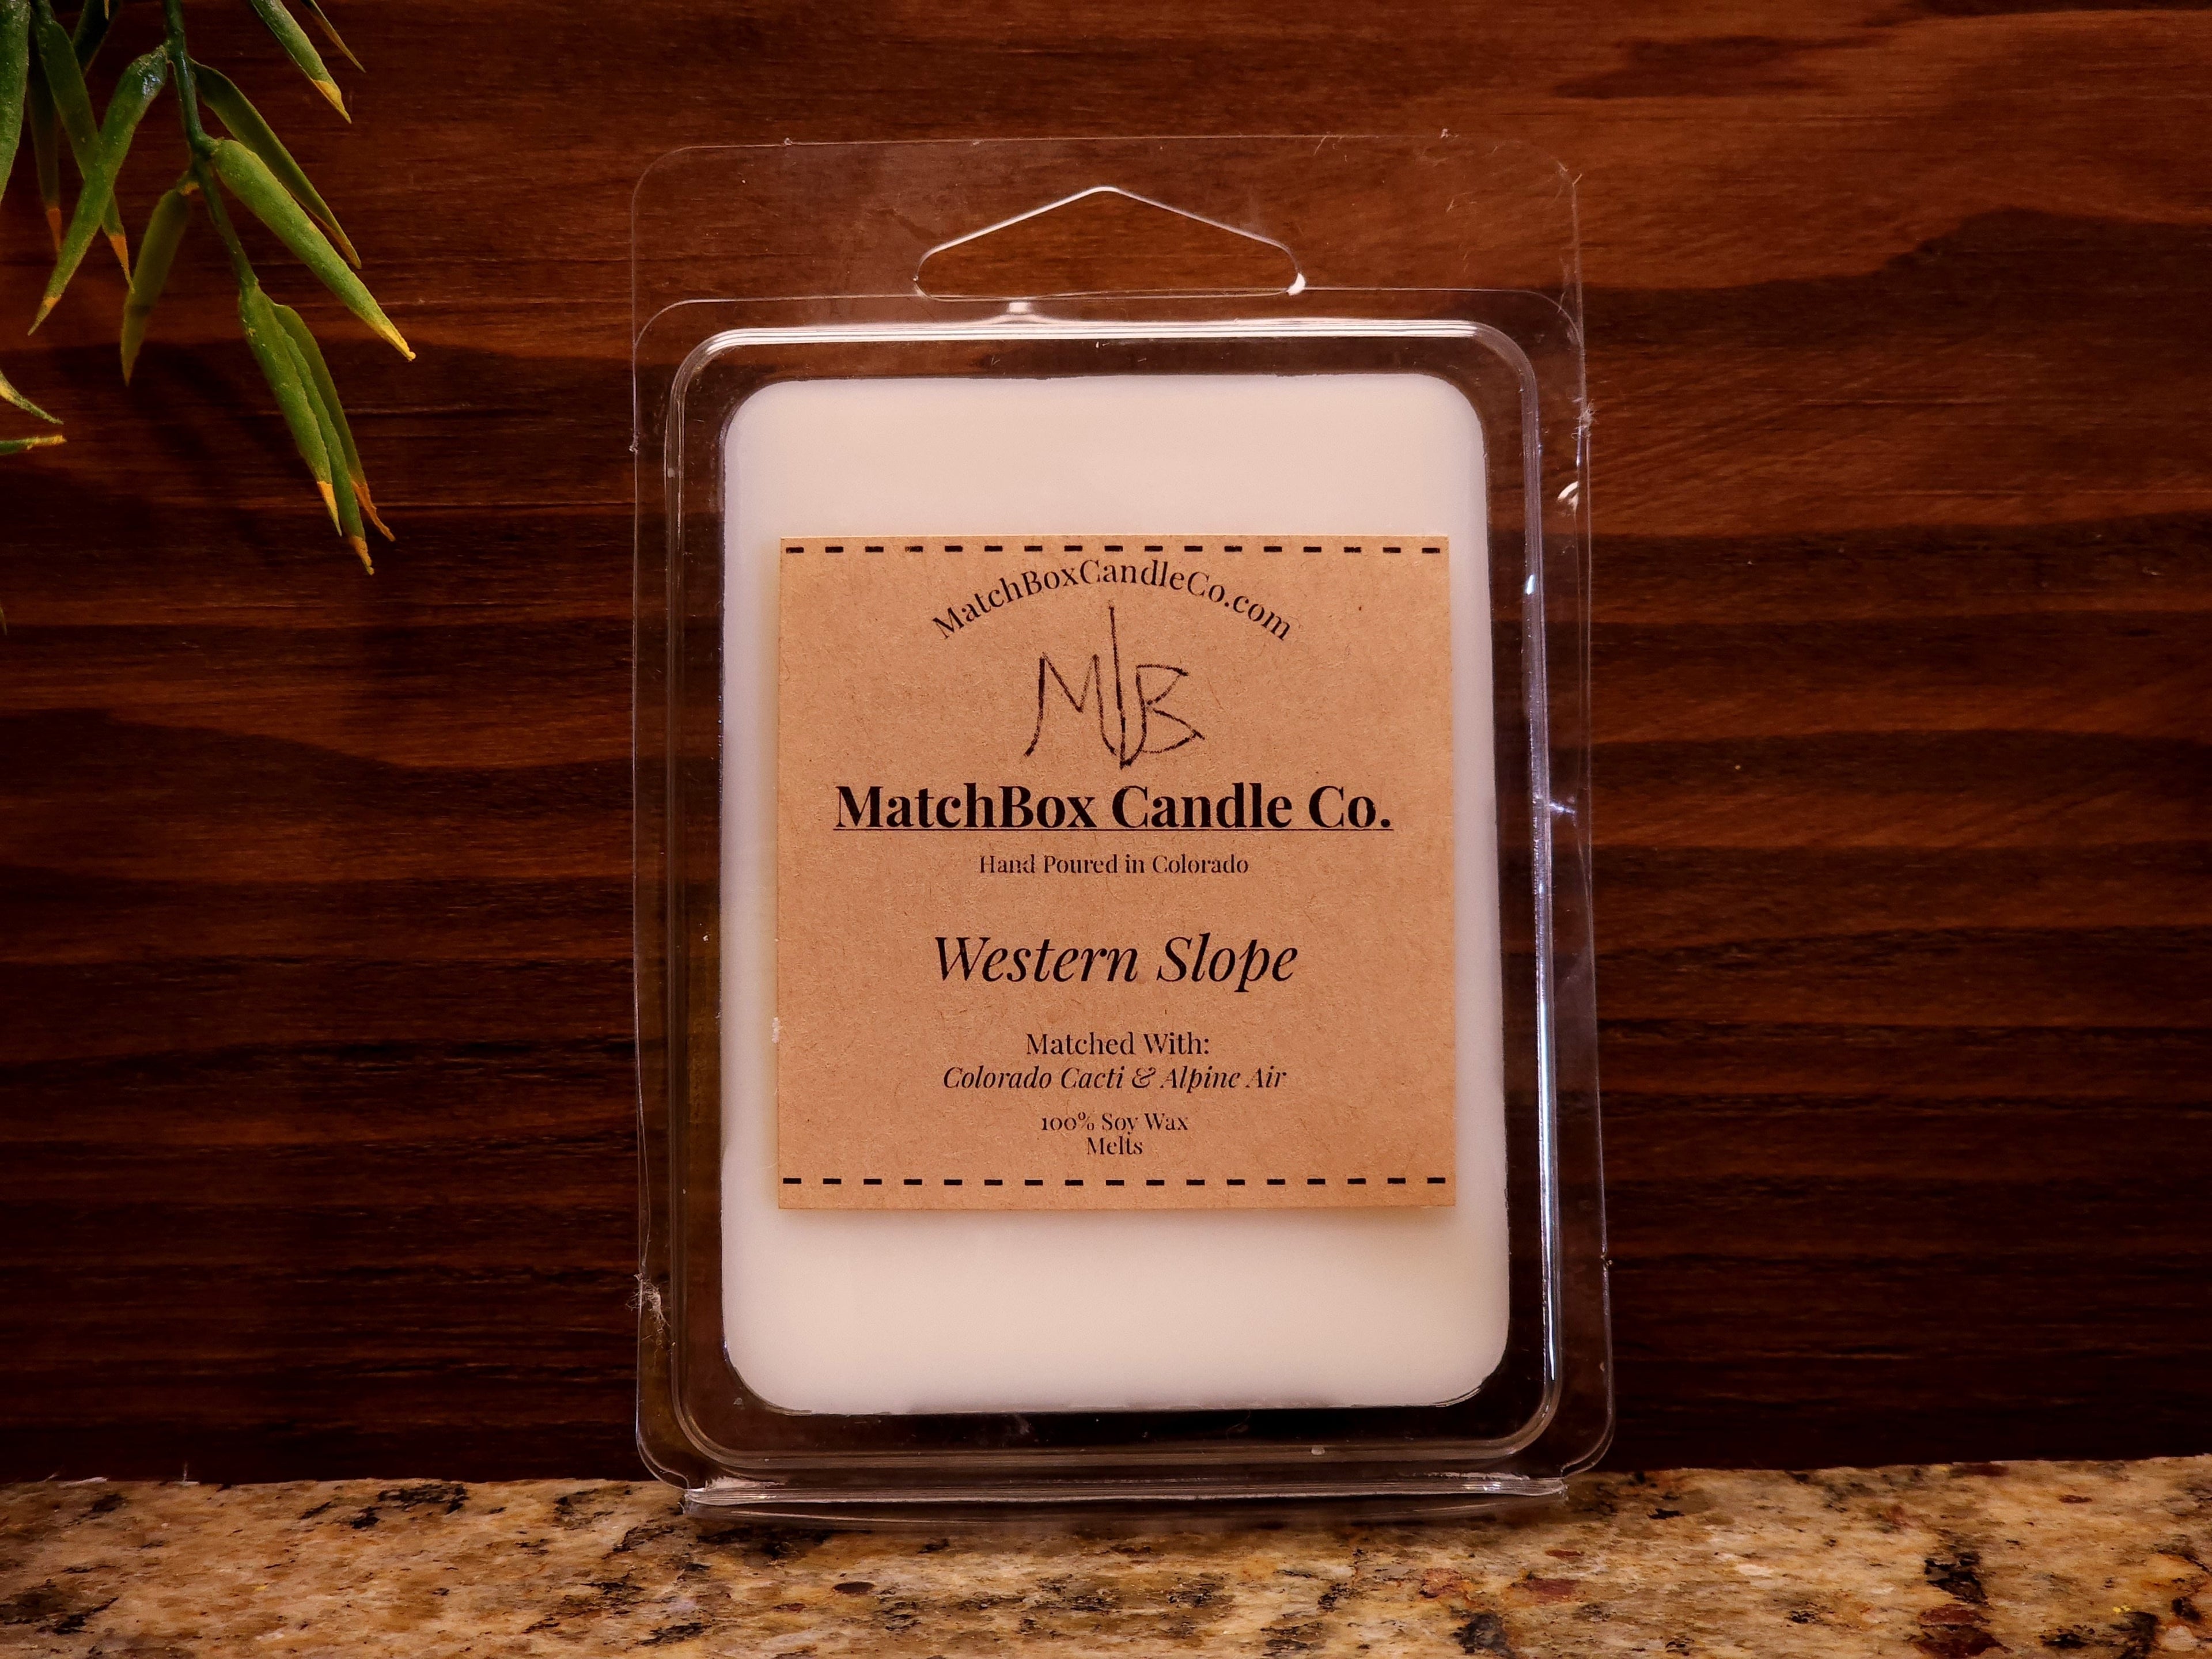 MatchBoxCandleCo.com
MB
MatchBox Candle Co.
Hand Poured in Colorado
Western Slope
Matched With:
Colorado Cacti & Alpine Air
100% Soy Wax
Melts